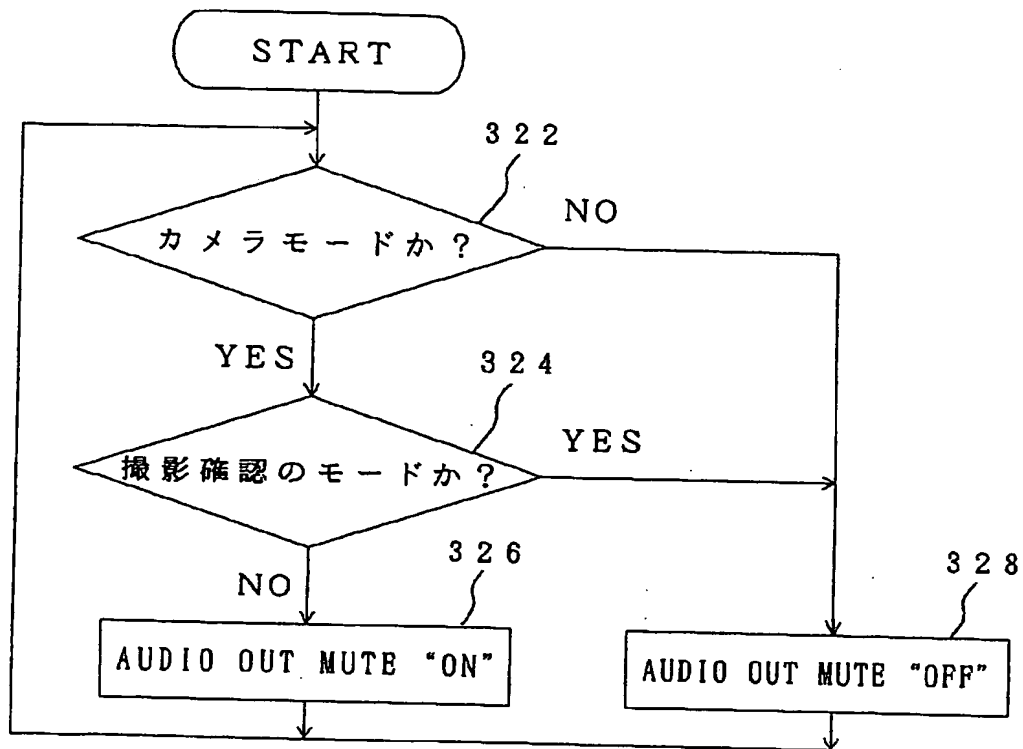 START
322
カメラモードか?
NO
YES
324
撮影確認のモードか?
YES
326
NO
328
AUDIO OUT MUTE “ON”
AUDIO OUT MUTE “OFF”